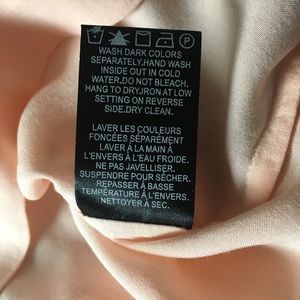 P
WASH DARK COLORS
SEPARATELY.HAND WASH
INSIDE OUT IN COLD
WATER.DO NOT BLEACH.
HANG TO DRY.IRON AT LOW
SETTING ON REVERSE
SIDE.DRY CLEAN.
LAVER LES COULEURS
FONCÉES SÉPARÉMENT
LAVER À LA MAIN À
L'ENVERS À L'EAU FROIDE.
NE PAS JAVELLISER.
SUSPENDRE POUR SÉCHER.
REPASSER À BASSE
TEMPÉRATURE À L'ENVERS.
NETTOYER À SEC.